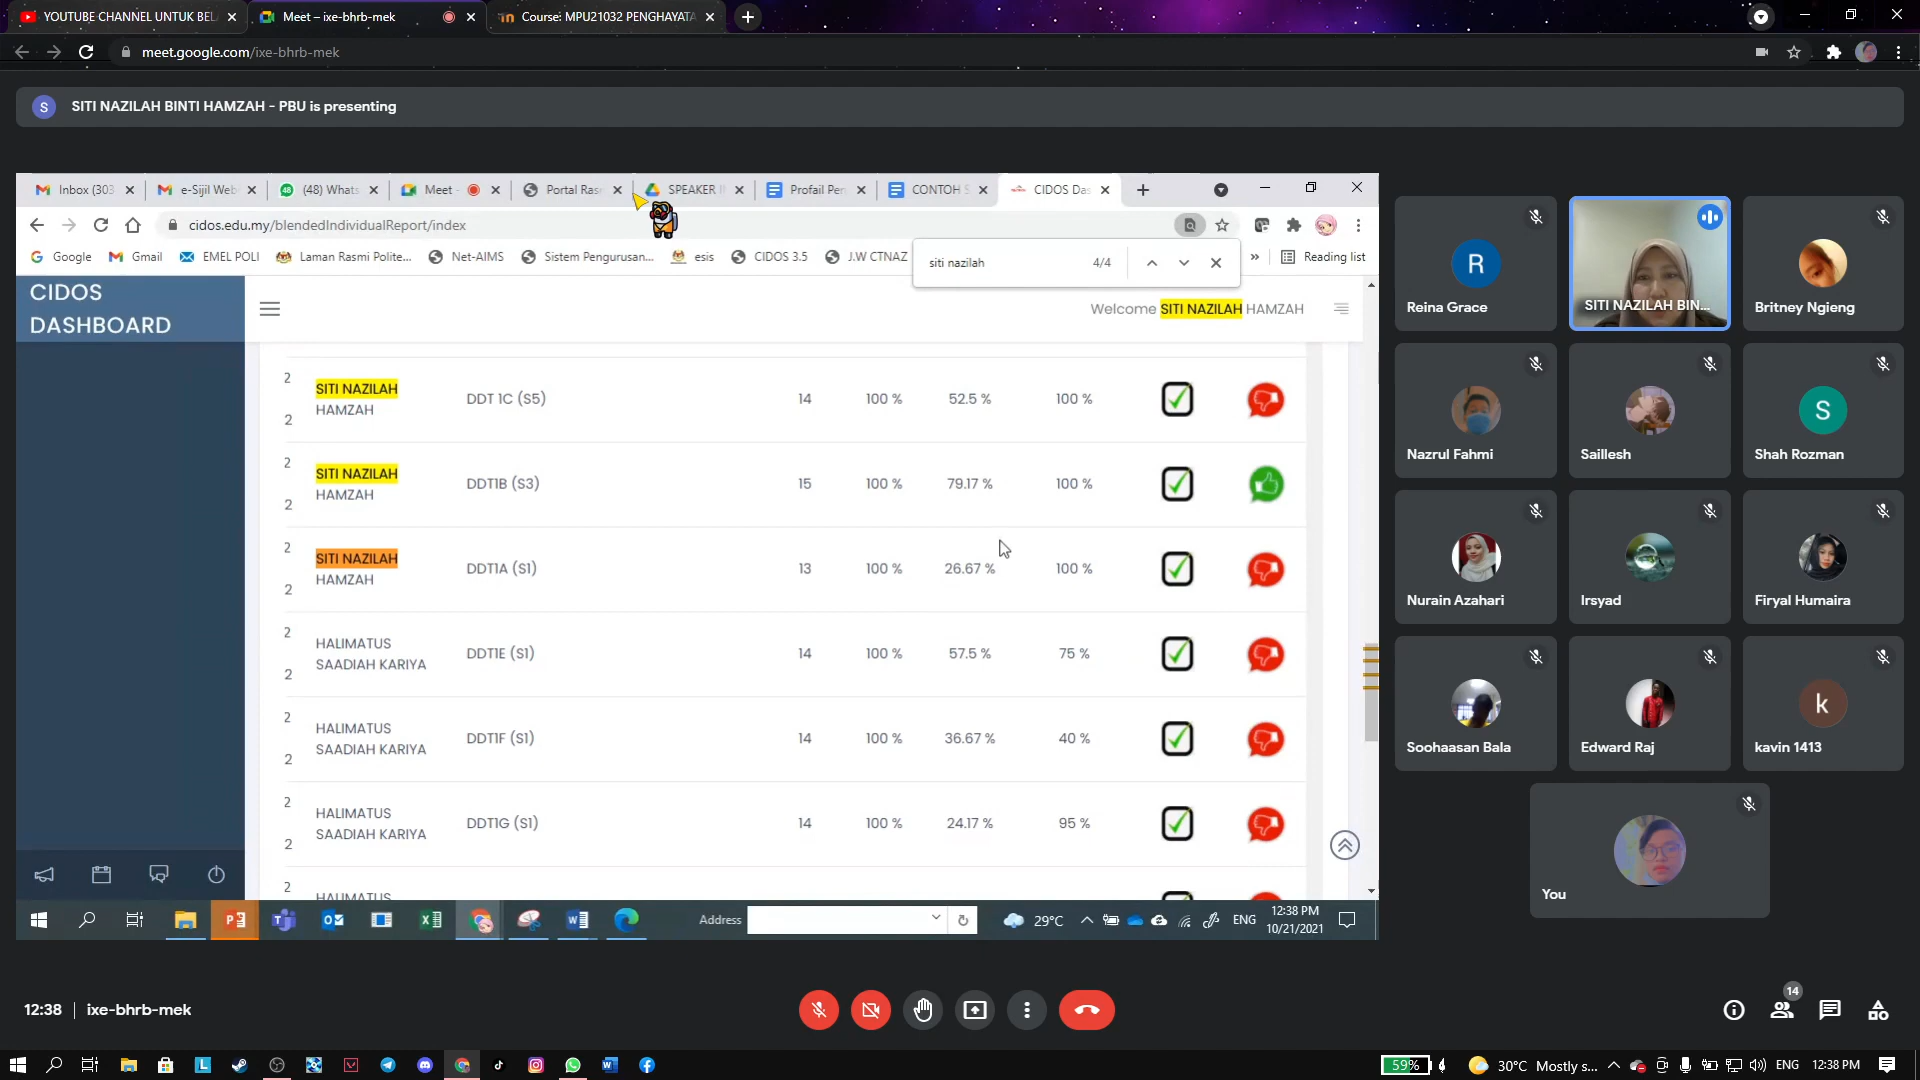 YOUTUBE CHANNEL UNTUK BEL
Meet – ixe-bhrb-mek
Course: MPU21032 PENGHAYATA
meet.google.com/ixe-bhrb-mek
S
SITI NAZILAH BINTI HAMZAH - PBU is presenting
Inbox (303
e-Sijil Web
(48) Whats
Meet -
Portal Ras
SPEAKER I
Profail Pen
CONTOH S
CIDOS Das
cidos.edu.my/blendedIndividualReport/index
Google
Gmail
EMEL POLI
Laman Rasmi Polite...
Net-AIMS
Sistem Pengurusan...
esis
CIDOS 3.5
J.W CTNAZ
Reading list
siti nazilah
4/4
CIDOS
DASHBOARD
Welcome SITI NAZILAH HAMZAH
2
2
SITI NAZILAH
HAMZAH
DDT 1C (S5)
14
100 %
52.5 %
100 %
2
2
SITI NAZILAH
HAMZAH
DDT1B (S3)
15
100 %
79.17 %
100 %
2
2
SITI NAZILAH
HAMZAH
DDT1A (S1)
13
100 %
26.67 %
100 %
2
2
HALIMATUS
SAADIAH KARIYA
DDT1E (S1)
14
100 %
57.5 %
75 %
2
2
HALIMATUS
SAADIAH KARIYA
DDT1F (S1)
14
100 %
36.67 %
40 %
2
2
HALIMATUS
SAADIAH KARIYA
DDT1G (S1)
14
100 %
24.17 %
95 %
2
HALIMATUS
Address
29°C
ENG
12:38 PM
10/21/2021
R
Reina Grace
SITI NAZILAH BIN...
Britney Ngieng
Nazrul Fahmi
Saillesh
S
Shah Rozman
Nurain Azahari
Irsyad
Firyal Humaira
Soohaasan Bala
Edward Raj
k
kavin 1413
You
12:38
ixe-bhrb-mek
14
59%
30°C Mostly s...
ENG
12:38 PM